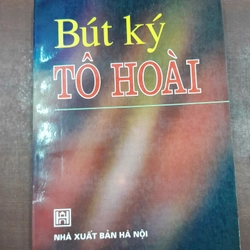 Bút ký
TÔ HOÀI
NHÀ XUẤT BẢN HÀ NỘI